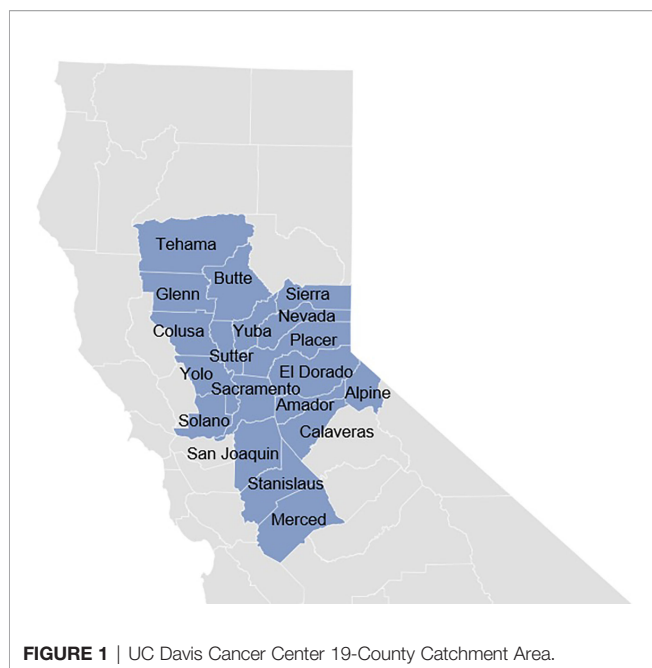 Tehama
Butte
Glenn
Sierra
Nevada
Colusa
Yuba
Placer
Sutter
Yolo
El Dorado
Sacramento
Alpine
Amador
Solano
Calaveras
San Joaquin
Stanislaus
Merced
FIGURE 1 | UC Davis Cancer Center 19-County Catchment Area.